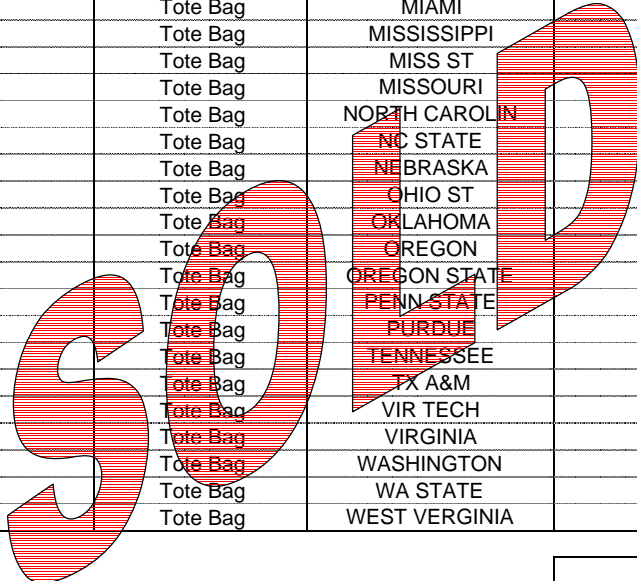 Tote Bag MIAMI
Tote Bag MISSISSIPPI
Tote Bag MISS ST
Tote Bag MISSOURI
Tote Bag NORTH CAROLIN
Tote Bag NC STATE
Tote Bag NEBRASKA
Tote Bag OHIO ST
Tote Bag OKLAHOMA
Tote Bag OREGON
Tote Bag OREGON STATE
Tote Bag PENN STATE
Tote Bag PURDUE
Tote Bag TENNESSEE
Tote Bag TX A&M
Tote Bag VIR TECH
Tote Bag VIRGINIA
Tote Bag WASHINGTON
Tote Bag WA STATE
Tote Bag WEST VERGINIA
SOLD